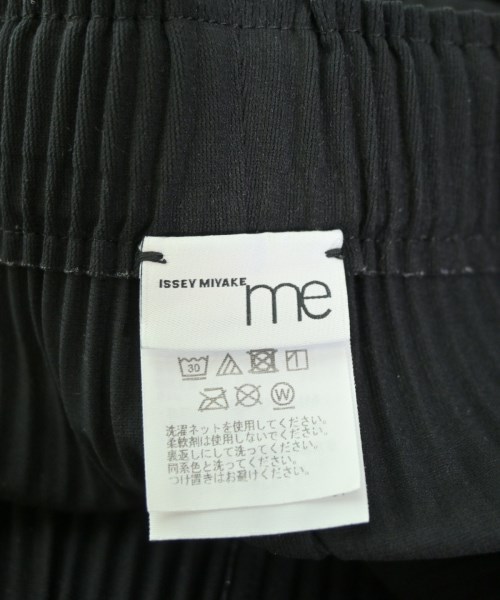 ISSEY MIYAKE me
30
W
洗濯ネットを使用してください。
柔軟剤は使用しないでください。
裏返しにして洗ってください。
同系色と洗ってください。
つけ置きはお避けください。